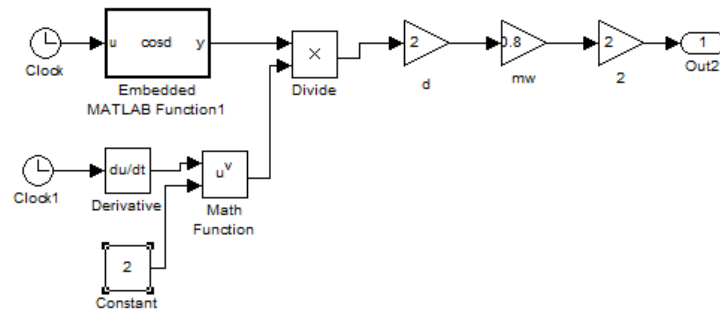 u cosd y
Clock
Embedded
MATLAB Function1
×
Divide
2
d
0.8
mw
2
2
1
Out2
Clock1
du/dt
Derivative
uv
Math
Function
2
Constant